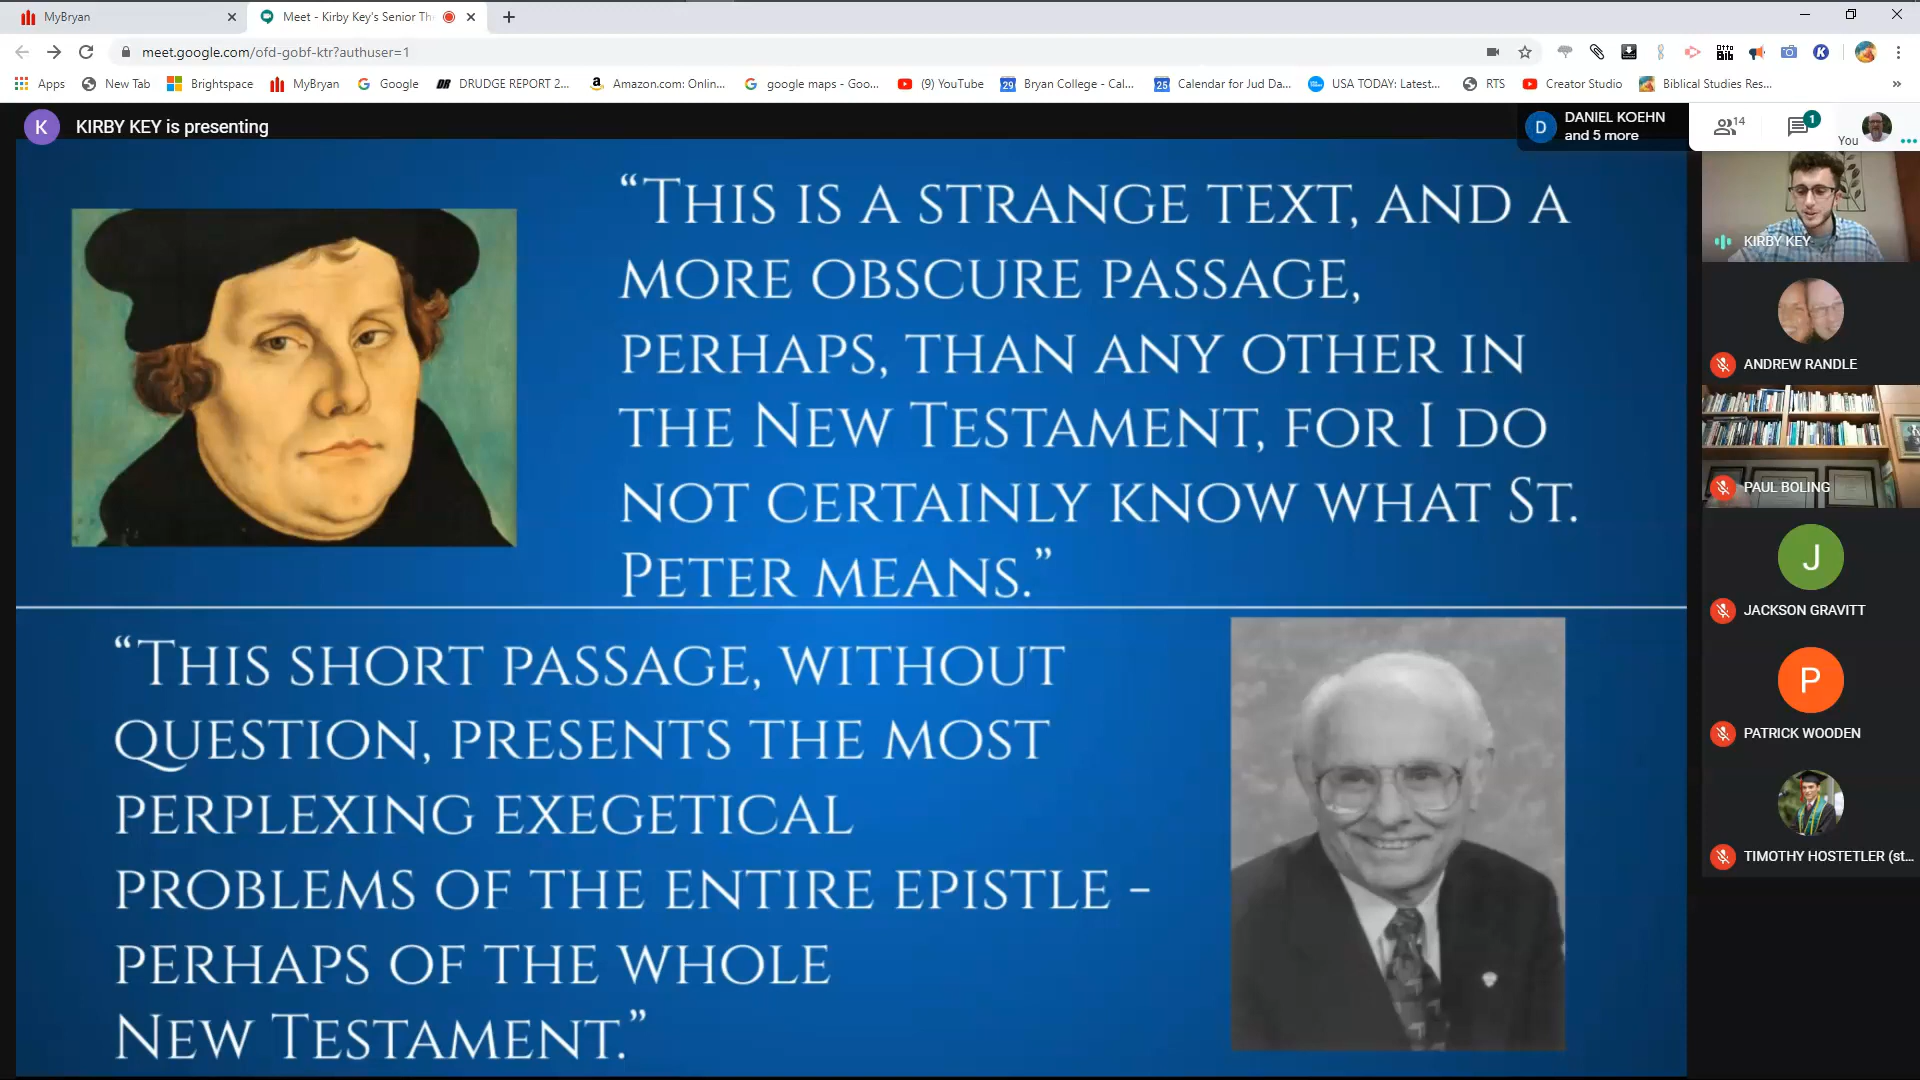 MyBryan
Meet - Kirby Key's Senior Th
meet.google.com/ofd-gobf-ktr?authuser=1
Apps
New Tab
Brightspace
MyBryan
Google
DRUDGE REPORT 2...
Amazon.com: Onlin...
google maps - Goo...
(9) YouTube
29
Bryan College - Cal...
25
Calendar for Jud Da...
USA TODAY: Latest...
RTS
Creator Studio
Biblical Studies Res...
»
K
KIRBY KEY is presenting
D
DANIEL KOEHN
and 5 more
14
1
You
“This is a strange text, and a
more obscure passage,
perhaps, than any other in
the New Testament, for I do
not certainly know what St.
Peter means.”
“This short passage, without
question, presents the most
perplexing exegetical
problems of the entire epistle –
perhaps of the whole
New Testament.”
KIRBY KEY
ANDREW RANDLE
PAUL BOLING
J
JACKSON GRAVITT
P
PATRICK WOODEN
TIMOTHY HOSTETLER (st...